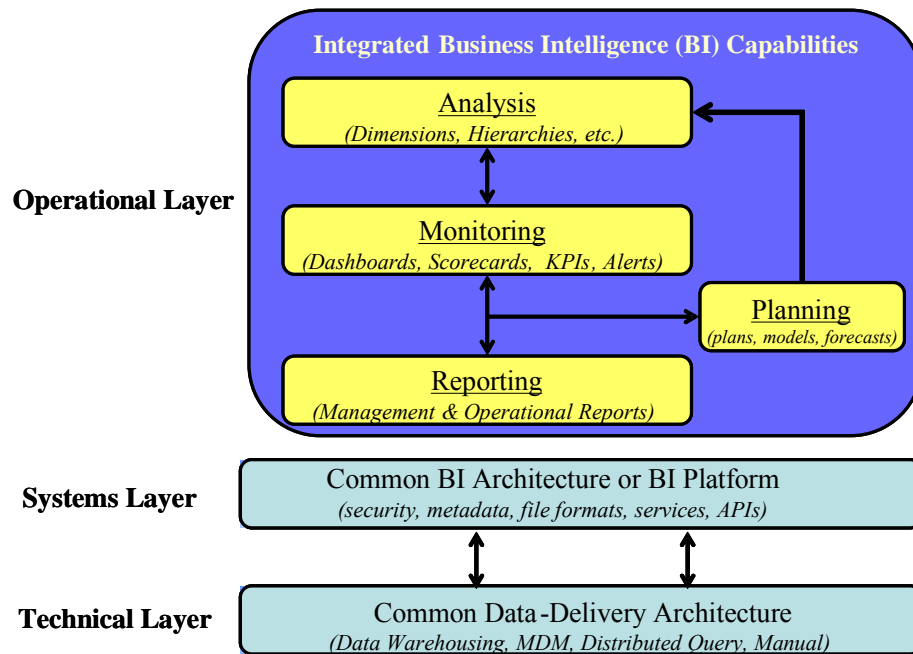 Integrated Business Intelligence (BI) Capabilities
Analysis
(Dimensions, Hierarchies, etc.)
Operational Layer
Monitoring
(Dashboards, Scorecards, KPIs, Alerts)
Planning
(plans, models, forecasts)
Reporting
(Management & Operational Reports)
Systems Layer
Common BI Architecture or BI Platform
(security, metadata, file formats, services, APIs)
Technical Layer
Common Data-Delivery Architecture
(Data Warehousing, MDM, Distributed Query, Manual)